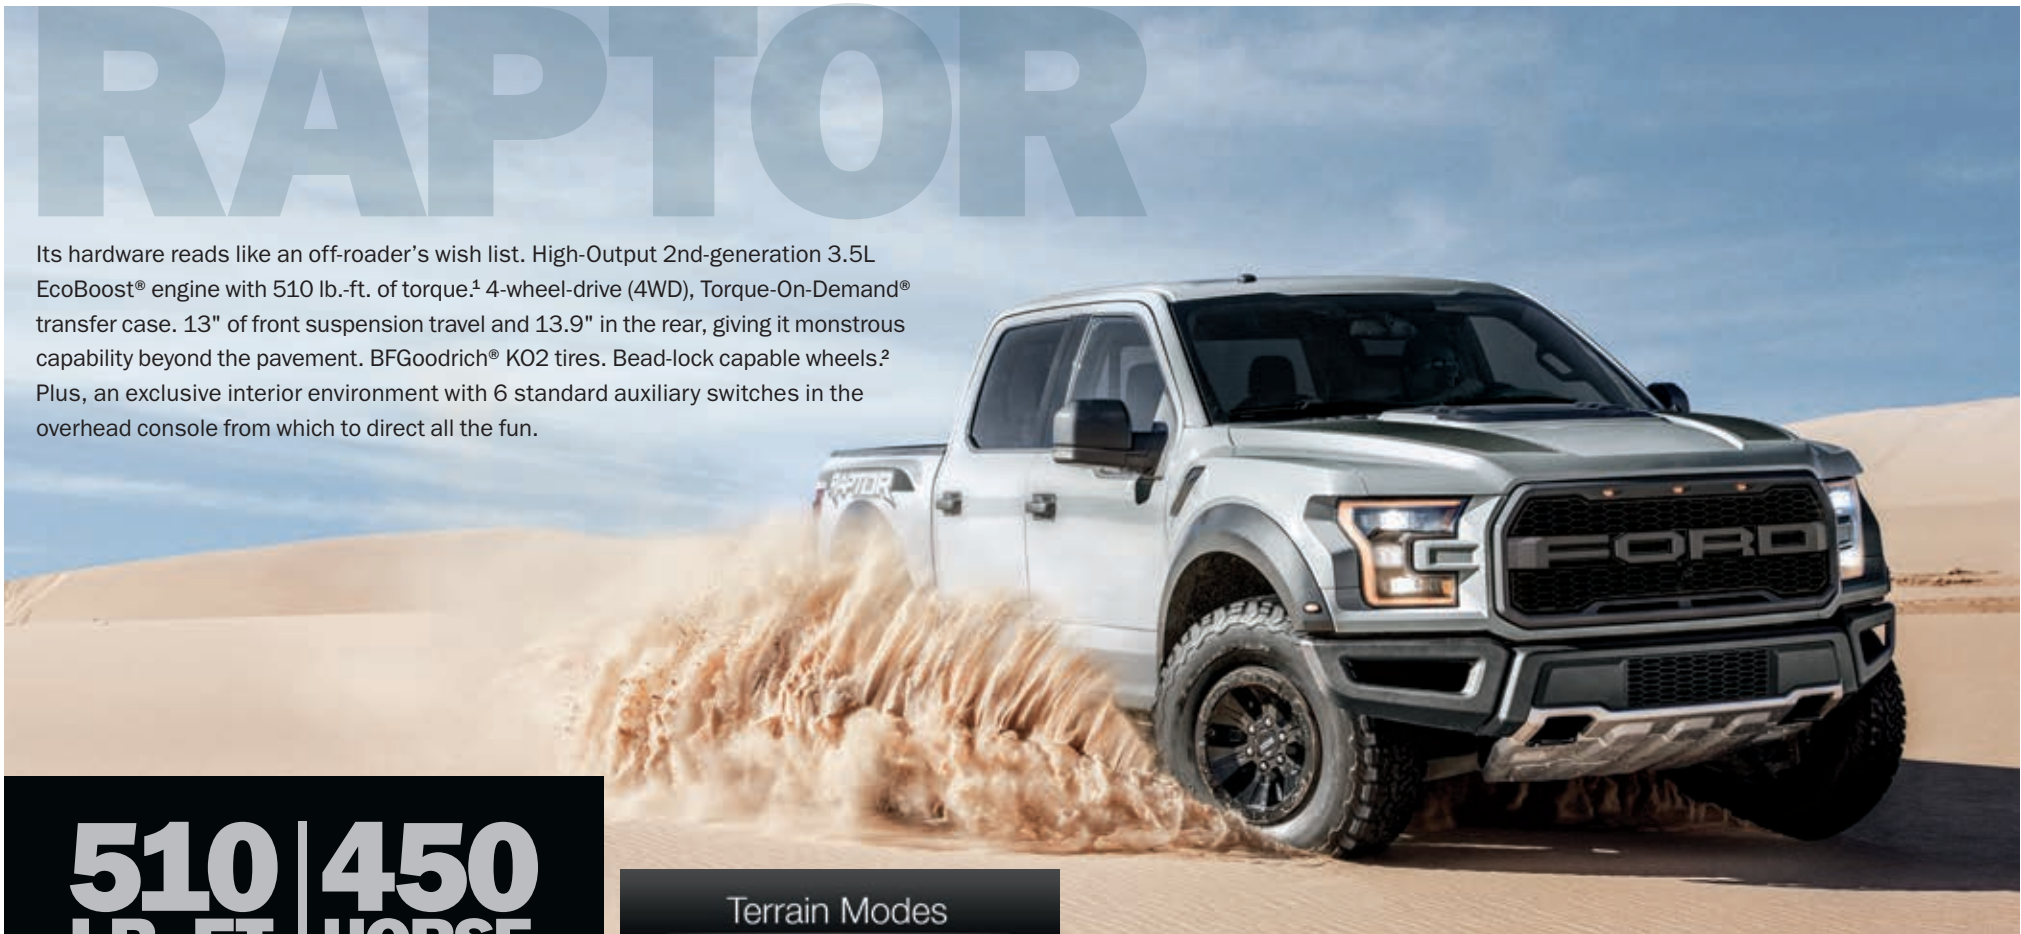 RAPTOR
Its hardware reads like an off-roader’s wish list. High-Output 2nd-generation 3.5L
EcoBoost® engine with 510 lb.-ft. of torque.¹ 4-wheel-drive (4WD), Torque-On-Demand®
transfer case. 13" of front suspension travel and 13.9" in the rear, giving it monstrous
capability beyond the pavement. BFGoodrich® KO2 tires. Bead-lock capable wheels.²
Plus, an exclusive interior environment with 6 standard auxiliary switches in the
overhead console from which to direct all the fun.
RAPTOR
FORD
510 | 450
LB.-FT. HORSE
Terrain Modes